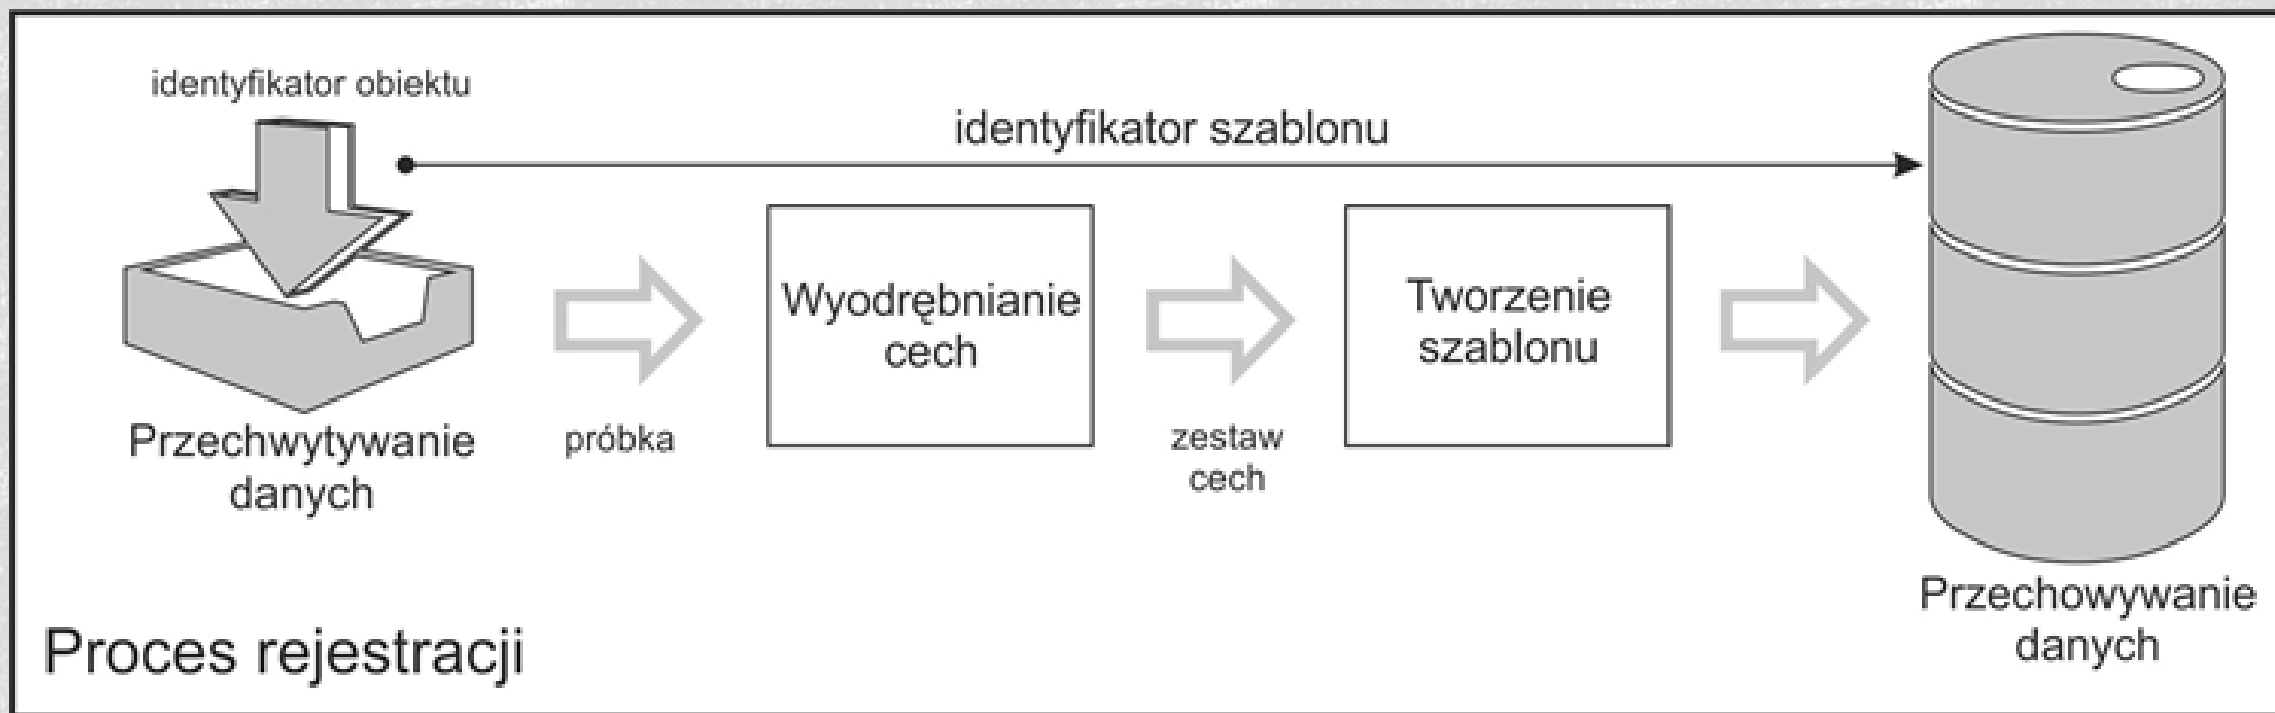 identyfikator obiektu
identyfikator szablonu
Przechwytywanie
danych
próbka
Wyodrębnianie
cech
zestaw
cech
Tworzenie
szablonu
Przechowywanie
danych
Proces rejestracji